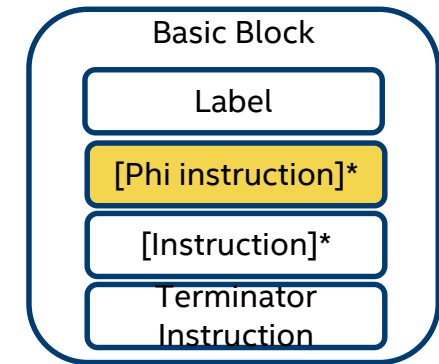 Basic Block
Label
[Phi instruction]*
[Instruction]*
Terminator
Instruction